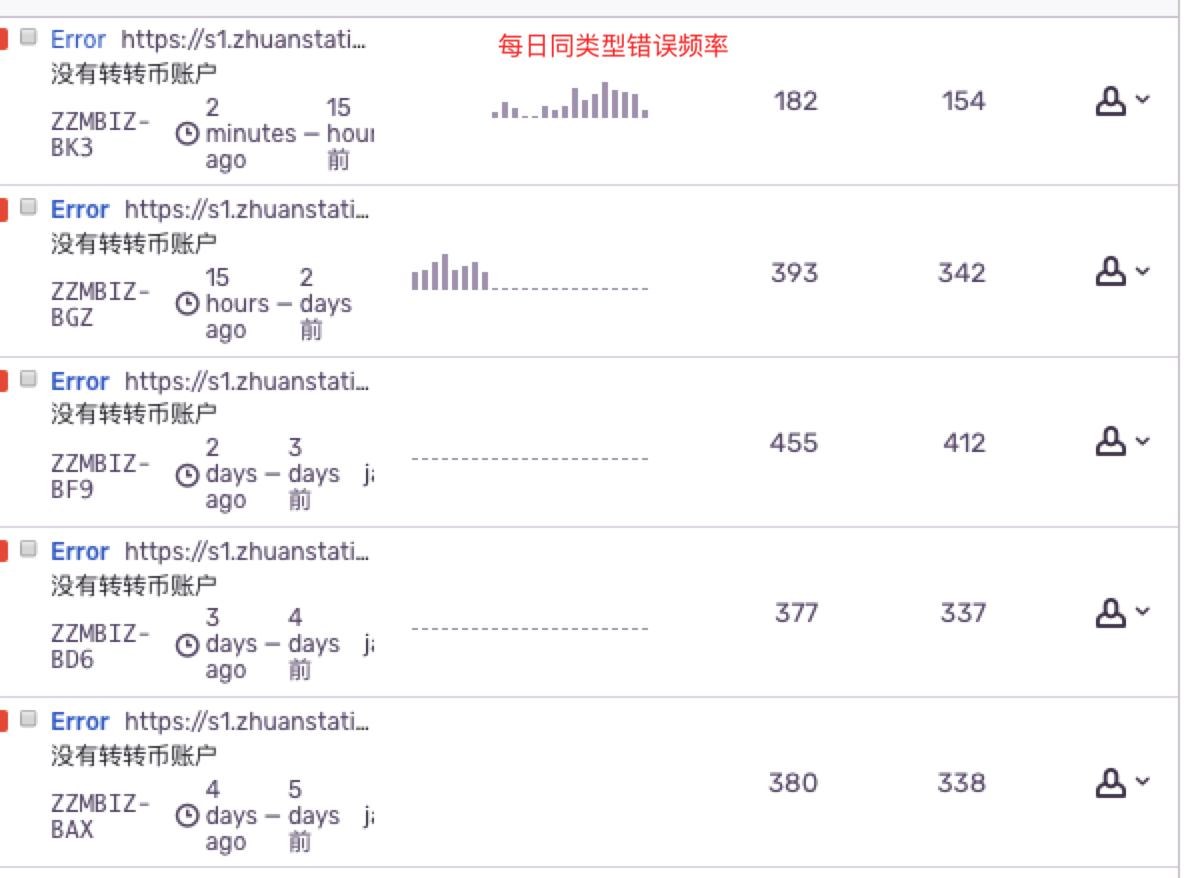 Error https://s1.zhuanstati...
每日同类型错误频率
没有转转币账户
182 154
ZZMBIZ-BK3 2 minutes ago — 15 hour 前
Error https://s1.zhuanstati...
没有转转币账户
393 342
ZZMBIZ-BGZ 15 hours ago — 2 days 前
Error https://s1.zhuanstati...
没有转转币账户
455 412
ZZMBIZ-BF9 2 days ago — 3 days 前 ja
Error https://s1.zhuanstati...
没有转转币账户
377 337
ZZMBIZ-BD6 3 days ago — 4 days 前 ja
Error https://s1.zhuanstati...
没有转转币账户
380 338
ZZMBIZ-BAX 4 days ago — 5 days 前 ja